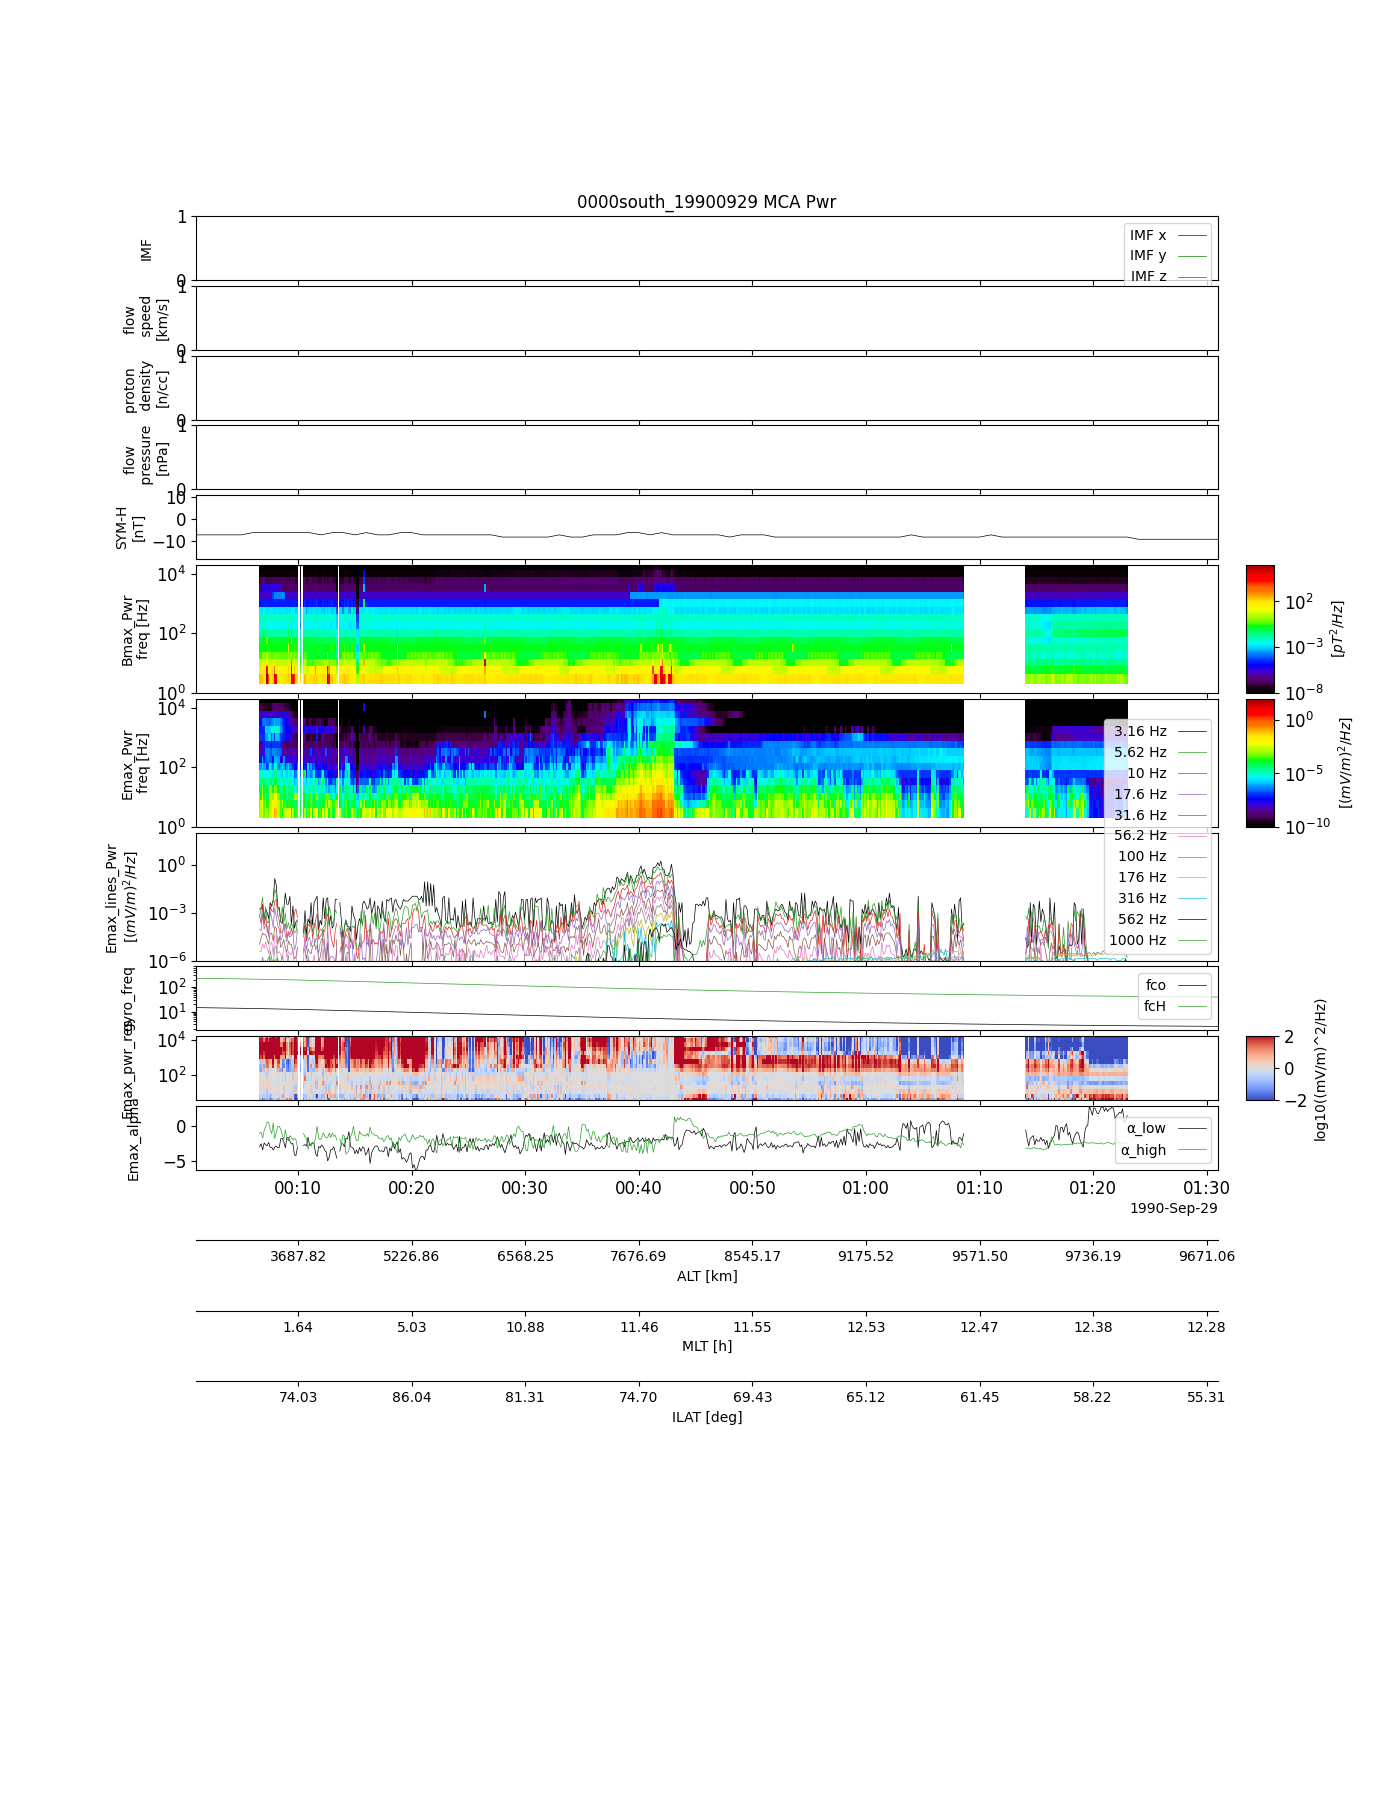 0000south_19900929 MCA Pwr
IMF
1
0
IMF x
IMF y
IMF z
flow
speed
[km/s]
1
0
proton
density
[n/cc]
1
0
flow
pressure
[nPa]
1
0
SYM-H
[nT]
10
0
−10
Bmax_Pwr
freq [Hz]
10^4
10^2
10^0
10^2
10^−3
10^−8
[pT^2/Hz]
Emax_Pwr
freq [Hz]
10^4
10^2
10^0
10^0
10^−5
10^−10
[(mV/m)^2/Hz]
3.16 Hz
5.62 Hz
10 Hz
17.6 Hz
31.6 Hz
56.2 Hz
100 Hz
176 Hz
316 Hz
562 Hz
1000 Hz
Emax_lines_Pwr
[(mV/m)^2/Hz]
10^0
10^−3
10^−6
gyro_freq
10^2
10^1
fco
fcH
Emax_pwr_reg
10^4
10^2
2
0
−2
log10((mV/m)^2/Hz)
Emax_alpha
0
−5
α_low
α_high
00:10 00:20 00:30 00:40 00:50 01:00 01:10 01:20 01:30
1990-Sep-29
3687.82 5226.86 6568.25 7676.69 8545.17 9175.52 9571.50 9736.19 9671.06
ALT [km]
1.64 5.03 10.88 11.46 11.55 12.53 12.47 12.38 12.28
MLT [h]
74.03 86.04 81.31 74.70 69.43 65.12 61.45 58.22 55.31
ILAT [deg]